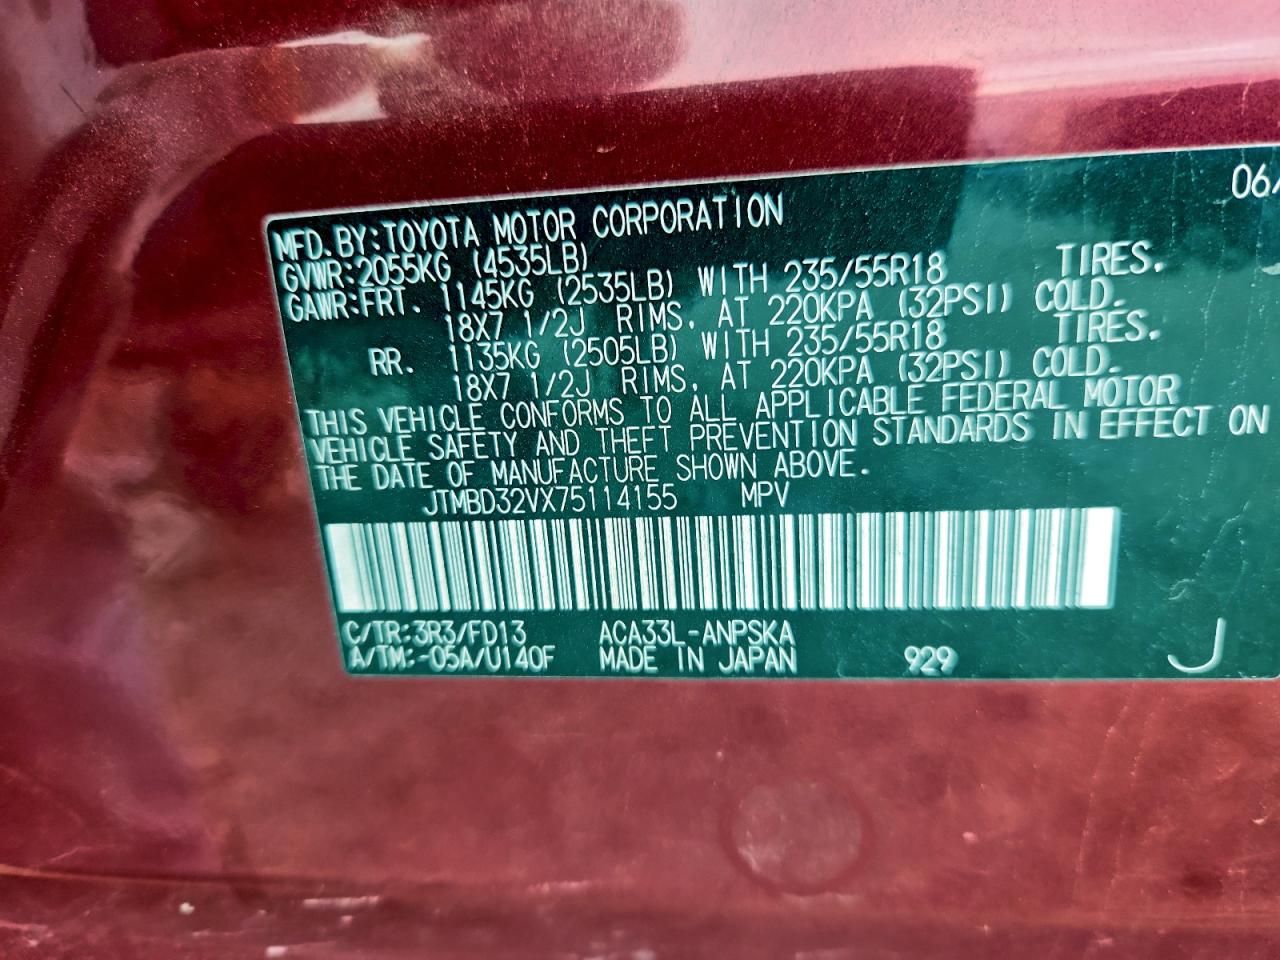 06/
MFD. BY: TOYOTA MOTOR CORPORATION
GVWR: 2055KG (4535LB)
GAWR: FRT. 1145KG (2535LB) WITH 235/55R18 TIRES.
18X7 1/2J RIMS, AT 220KPA (32PSI) COLD.
RR. 1135KG (2505LB) WITH 235/55R18 TIRES.
18X7 1/2J RIMS, AT 220KPA (32PSI) COLD.
THIS VEHICLE CONFORMS TO ALL APPLICABLE FEDERAL MOTOR
VEHICLE SAFETY AND THEFT PREVENTION STANDARDS IN EFFECT ON
THE DATE OF MANUFACTURE SHOWN ABOVE.
JTMBD32VX75114155 MPV
C/TR: 3R3/FD13 ACA33L-ANPSKA
A/TM: -05A/U140F MADE IN JAPAN 929 J